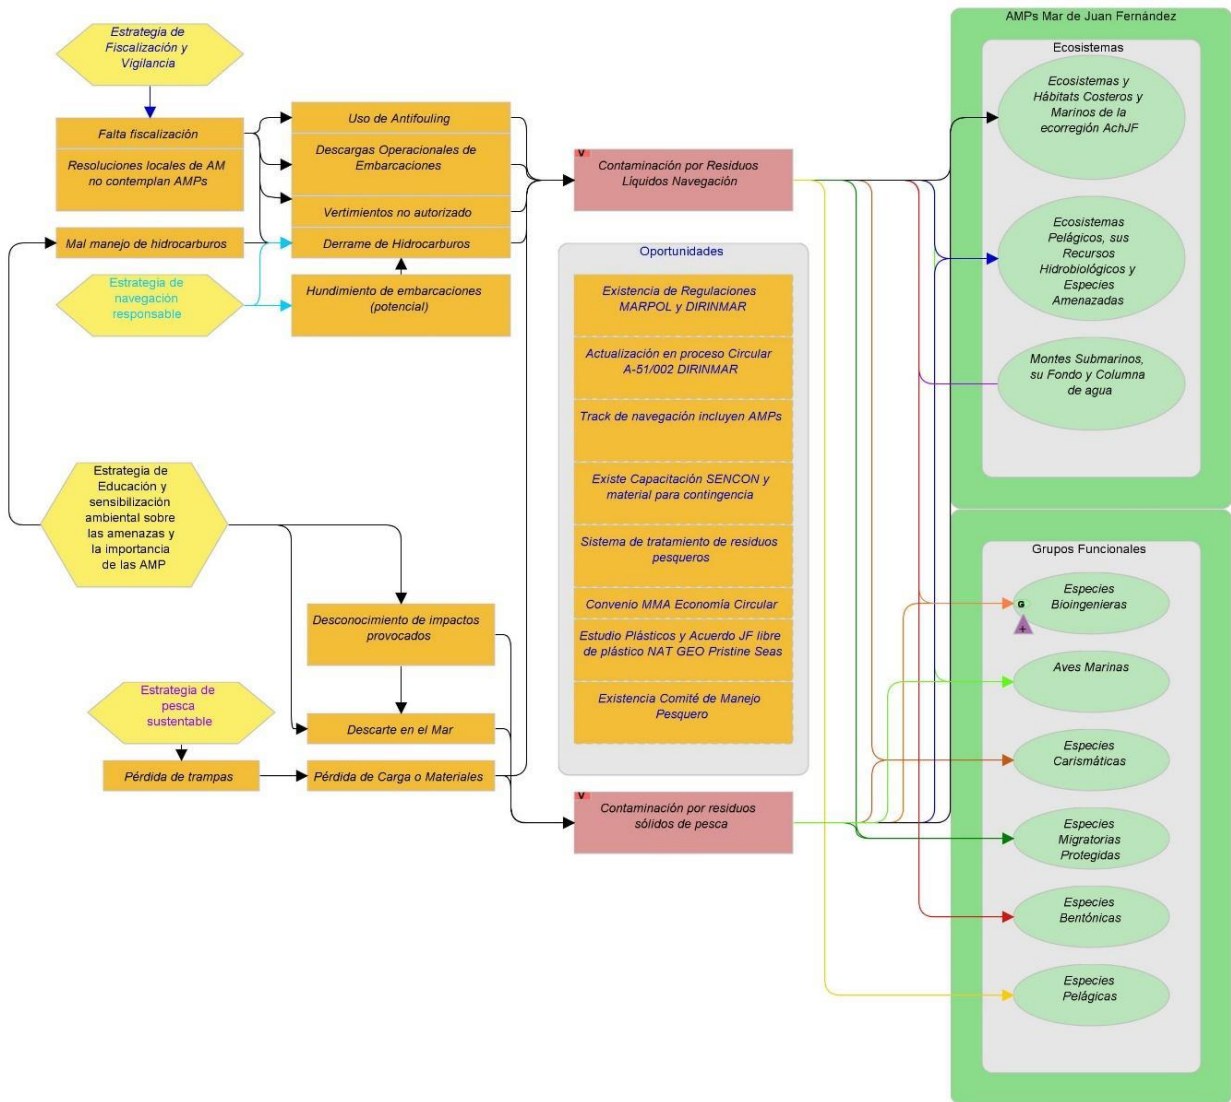 Estrategia de
Fiscalización y
Vigilancia
Falta fiscalización
Resoluciones locales de AM
no contemplan AMPs
Mal manejo de hidrocarburos
Estrategia de
navegación
responsable
Uso de Antifouling
Descargas Operacionales de
Embarcaciones
Vertimientos no autorizado
Derrame de Hidrocarburos
Hundimiento de embarcaciones
(potencial)
Estrategia de
Educación y
sensibilización
ambiental sobre
las amenazas y
la importancia
de las AMP
Desconocimiento de impactos
provocados
Estrategia de
pesca
sustentable
Descarte en el Mar
Pérdida de trampas
Pérdida de Carga o Materiales
V
Contaminación por Residuos
Líquidos Navegación
Oportunidades
Existencia de Regulaciones
MARPOL y DIRINMAR
Actualización en proceso Circular
A-51/002 DIRINMAR
Track de navegación incluyen AMPs
Existe Capacitación SENCON y
material para contingencia
Sistema de tratamiento de residuos
pesqueros
Convenio MMA Economía Circular
Estudio Plásticos y Acuerdo JF libre
de plástico NAT GEO Pristine Seas
Existencia Comité de Manejo
Pesquero
V
Contaminación por residuos
sólidos de pesca
AMPs Mar de Juan Fernández
Ecosistemas
Ecosistemas y
Hábitats Costeros y
Marinos de la
ecorregión AchJF
Ecosistemas
Pelágicos, sus
Recursos
Hidrobiológicos y
Especies
Amenazadas
Montes Submarinos,
su Fondo y Columna
de agua
Grupos Funcionales
Especies
Bioingenieras
G
+
Aves Marinas
Especies
Carismáticas
Especies
Migratorias
Protegidas
Especies
Bentónicas
Especies
Pelágicas